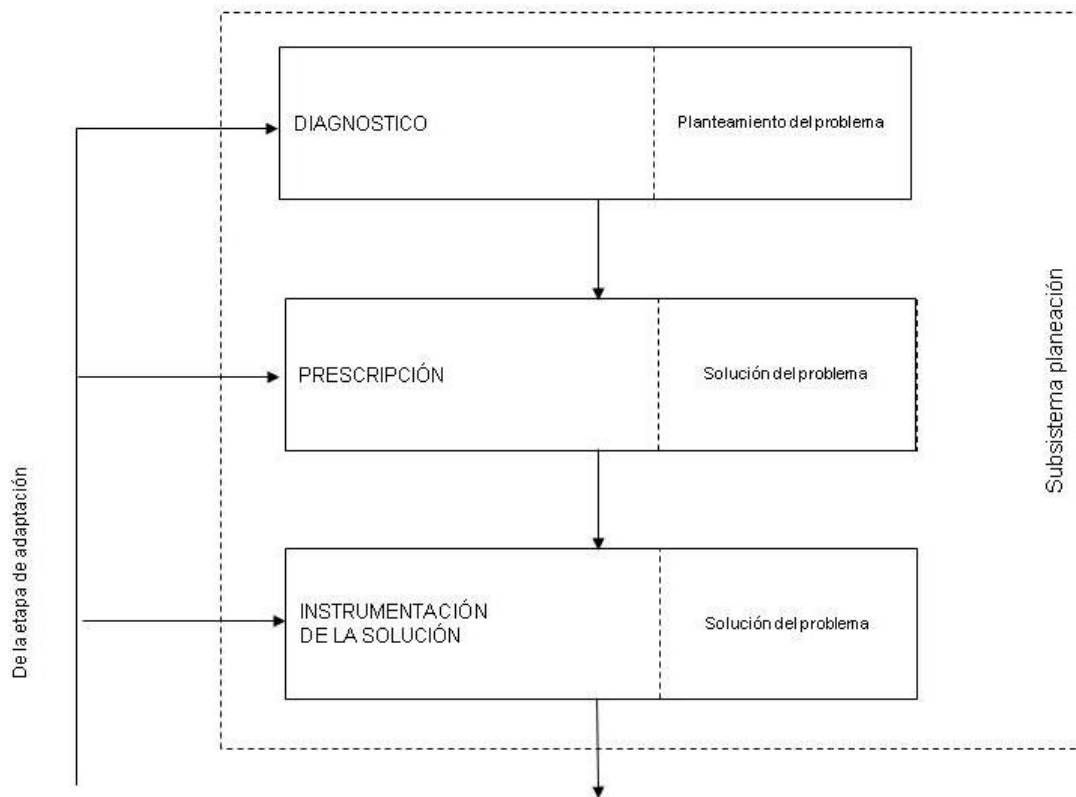 DIAGNOSTICO
Planteamiento del problema
PRESCRIPCIÓN
Solución del problema
INSTRUMENTACIÓN
DE LA SOLUCIÓN
Solución del problema
De la etapa de adaptación
Subsistema planeación